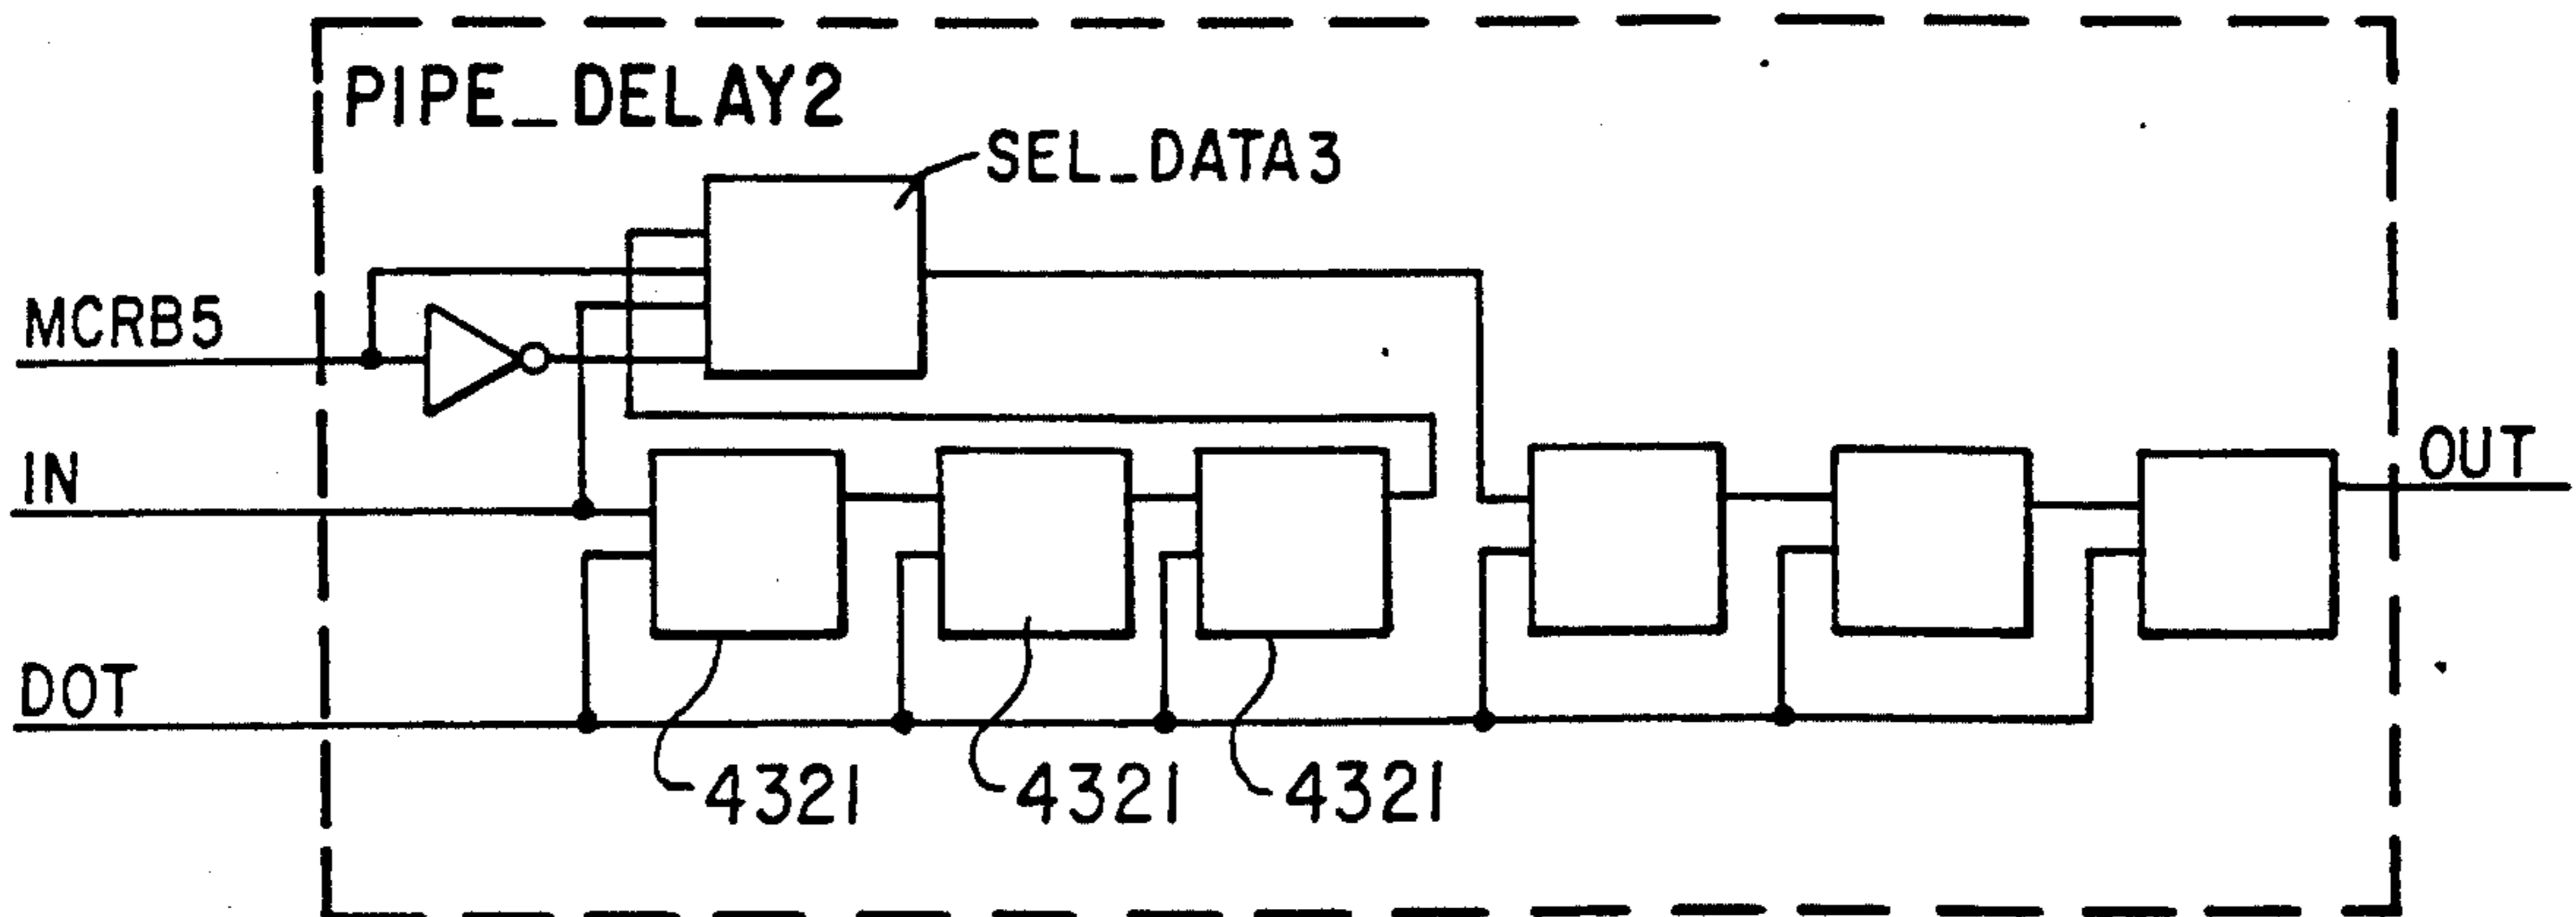 PIPE_DELAY2
SEL_DATA3
MCRB5
IN
OUT
DOT
4321
4321
4321